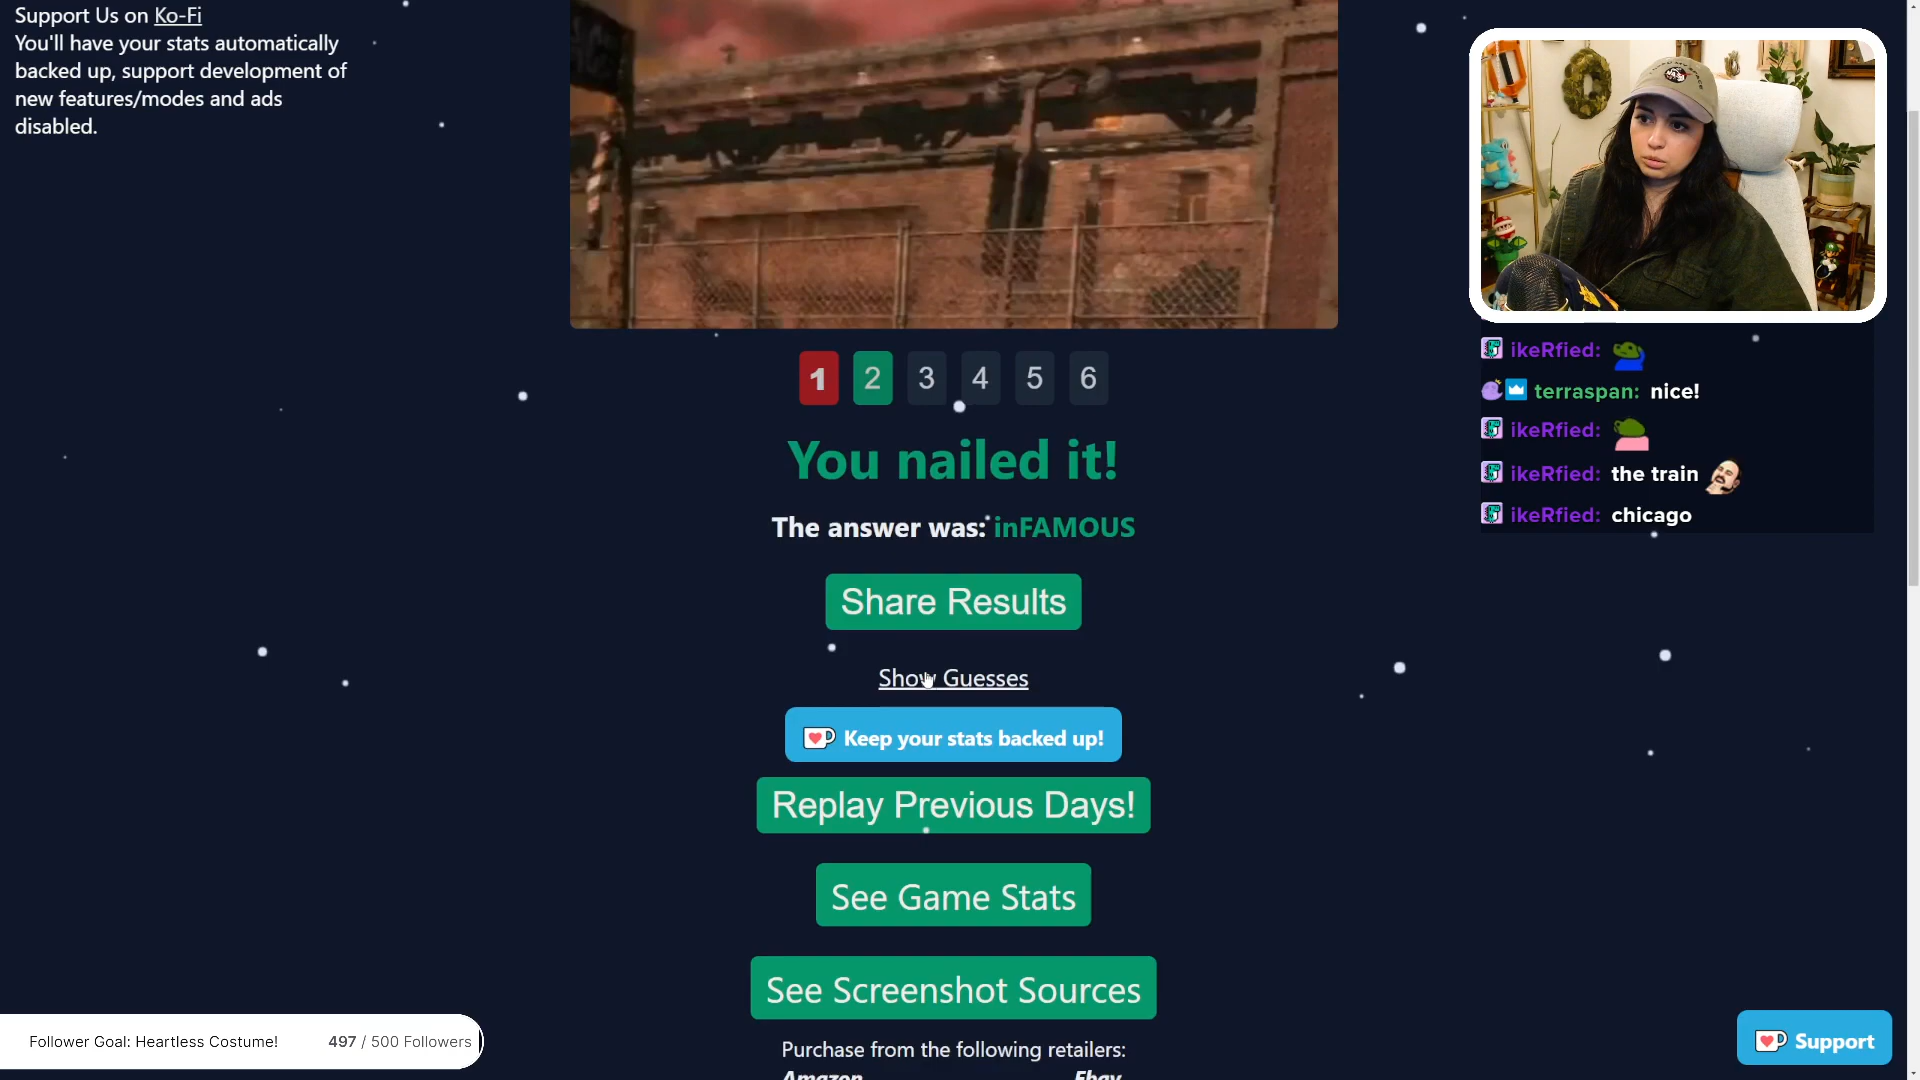 Support Us on Ko-Fi
You'll have your stats automatically
backed up, support development of
new features/modes and ads
disabled.
1 2 3 4 5 6
You nailed it!
The answer was: inFAMOUS
Share Results
Show Guesses
Keep your stats backed up!
Replay Previous Days!
See Game Stats
See Screenshot Sources
Purchase from the following retailers:
Amazon Ebay
ikeRfied:
terraspan: nice!
ikeRfied:
ikeRfied: the train
ikeRfied: chicago
Follower Goal: Heartless Costume! 497 / 500 Followers
Support